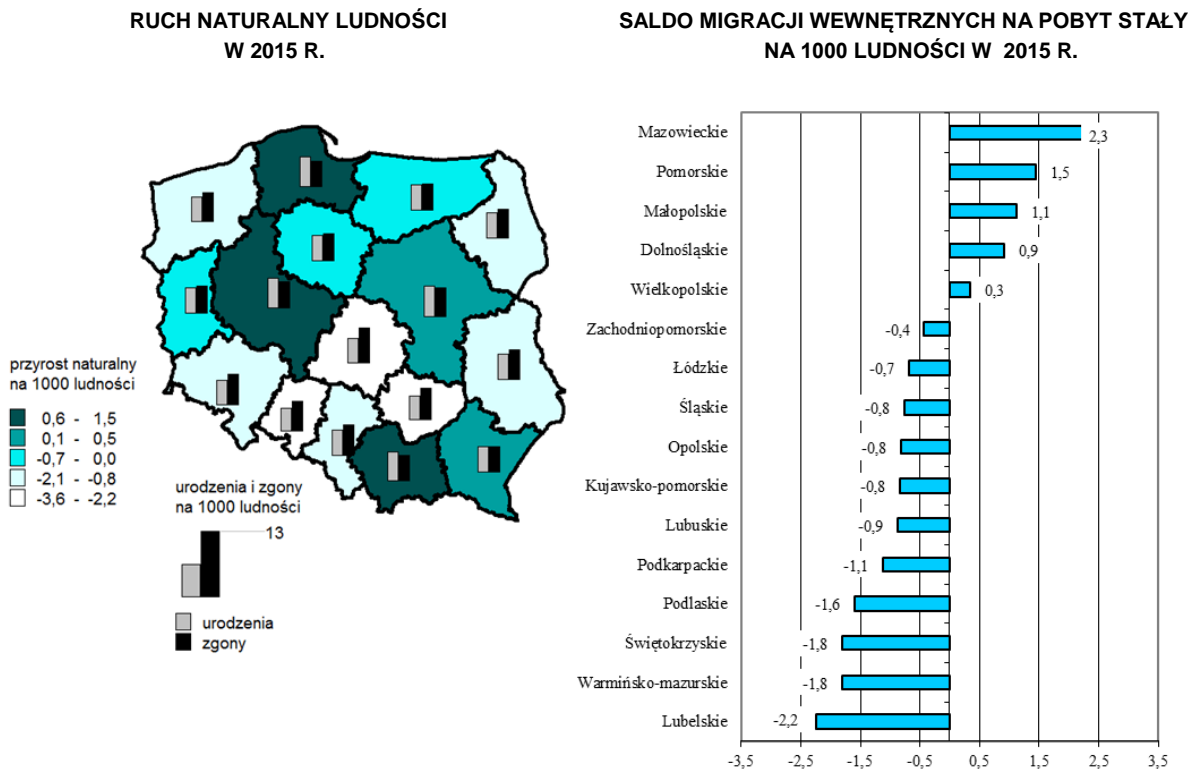 RUCH NATURALNY LUDNOŚCI
W 2015 R.
SALDO MIGRACJI WEWNĘTRZNYCH NA POBYT STAŁY
NA 1000 LUDNOŚCI W 2015 R.
przyrost naturalny
na 1000 ludności
0,6 - 1,5
0,1 - 0,5
-0,7 - 0,0
-2,1 - -0,8
-3,6 - -2,2
urodzenia i zgony
na 1000 ludności
13
urodzenia
zgony
Mazowieckie 2,3
Pomorskie 1,5
Małopolskie 1,1
Dolnośląskie 0,9
Wielkopolskie 0,3
Zachodniopomorskie -0,4
Łódzkie -0,7
Śląskie -0,8
Opolskie -0,8
Kujawsko-pomorskie -0,8
Lubuskie -0,9
Podkarpackie -1,1
Podlaskie -1,6
Świętokrzyskie -1,8
Warmińsko-mazurskie -1,8
Lubelskie -2,2
-3,5 -2,5 -1,5 -0,5 0,5 1,5 2,5 3,5